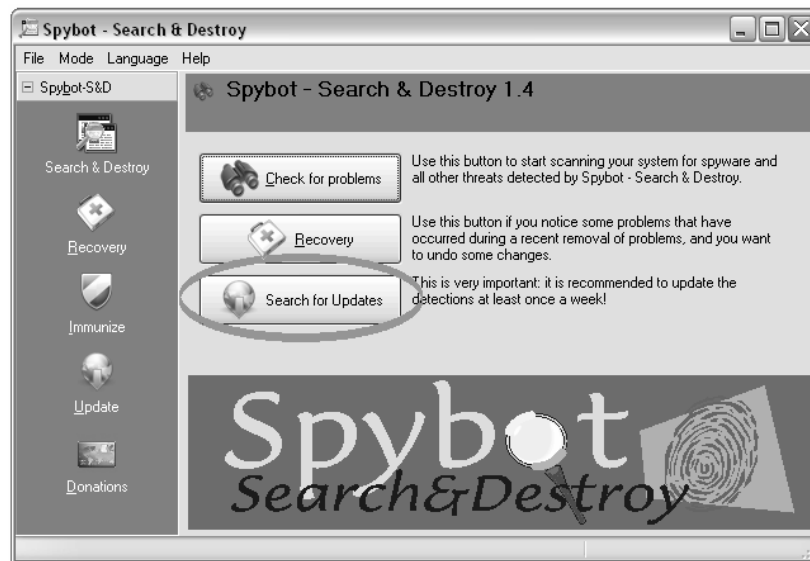 Spybot - Search & Destroy
File Mode Language Help
Spybot-S&D
Search & Destroy
Recovery
Immunize
Update
Donations
Spybot - Search & Destroy 1.4
Check for problems
Use this button to start scanning your system for spyware and
all other threats detected by Spybot - Search & Destroy.
Recovery
Use this button if you notice some problems that have
occurred during a recent removal of problems, and you want
to undo some changes.
Search for Updates
This is very important: it is recommended to update the
detections at least once a week!
Spybot
Search&Destroy